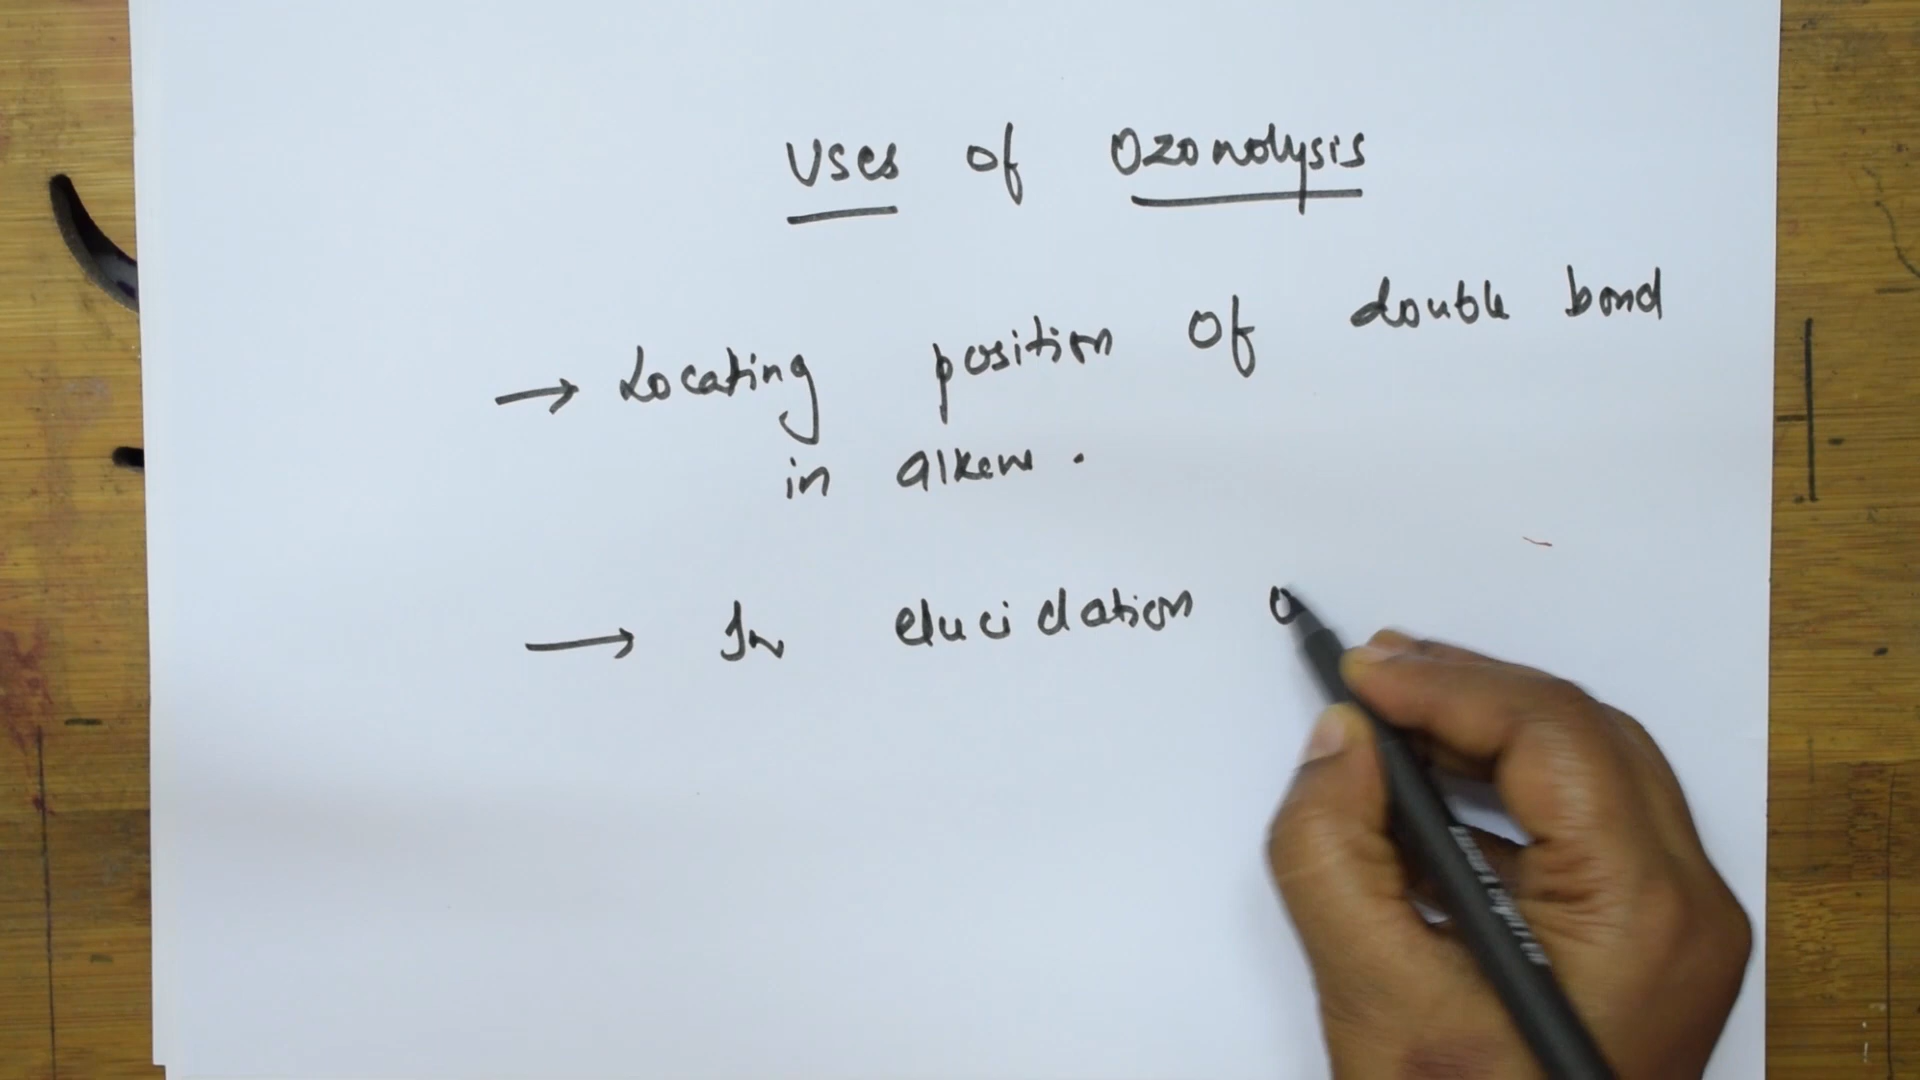 Uses of Ozonolysis
→ Locating position of double bond
in alkene .
→ In elucidation o